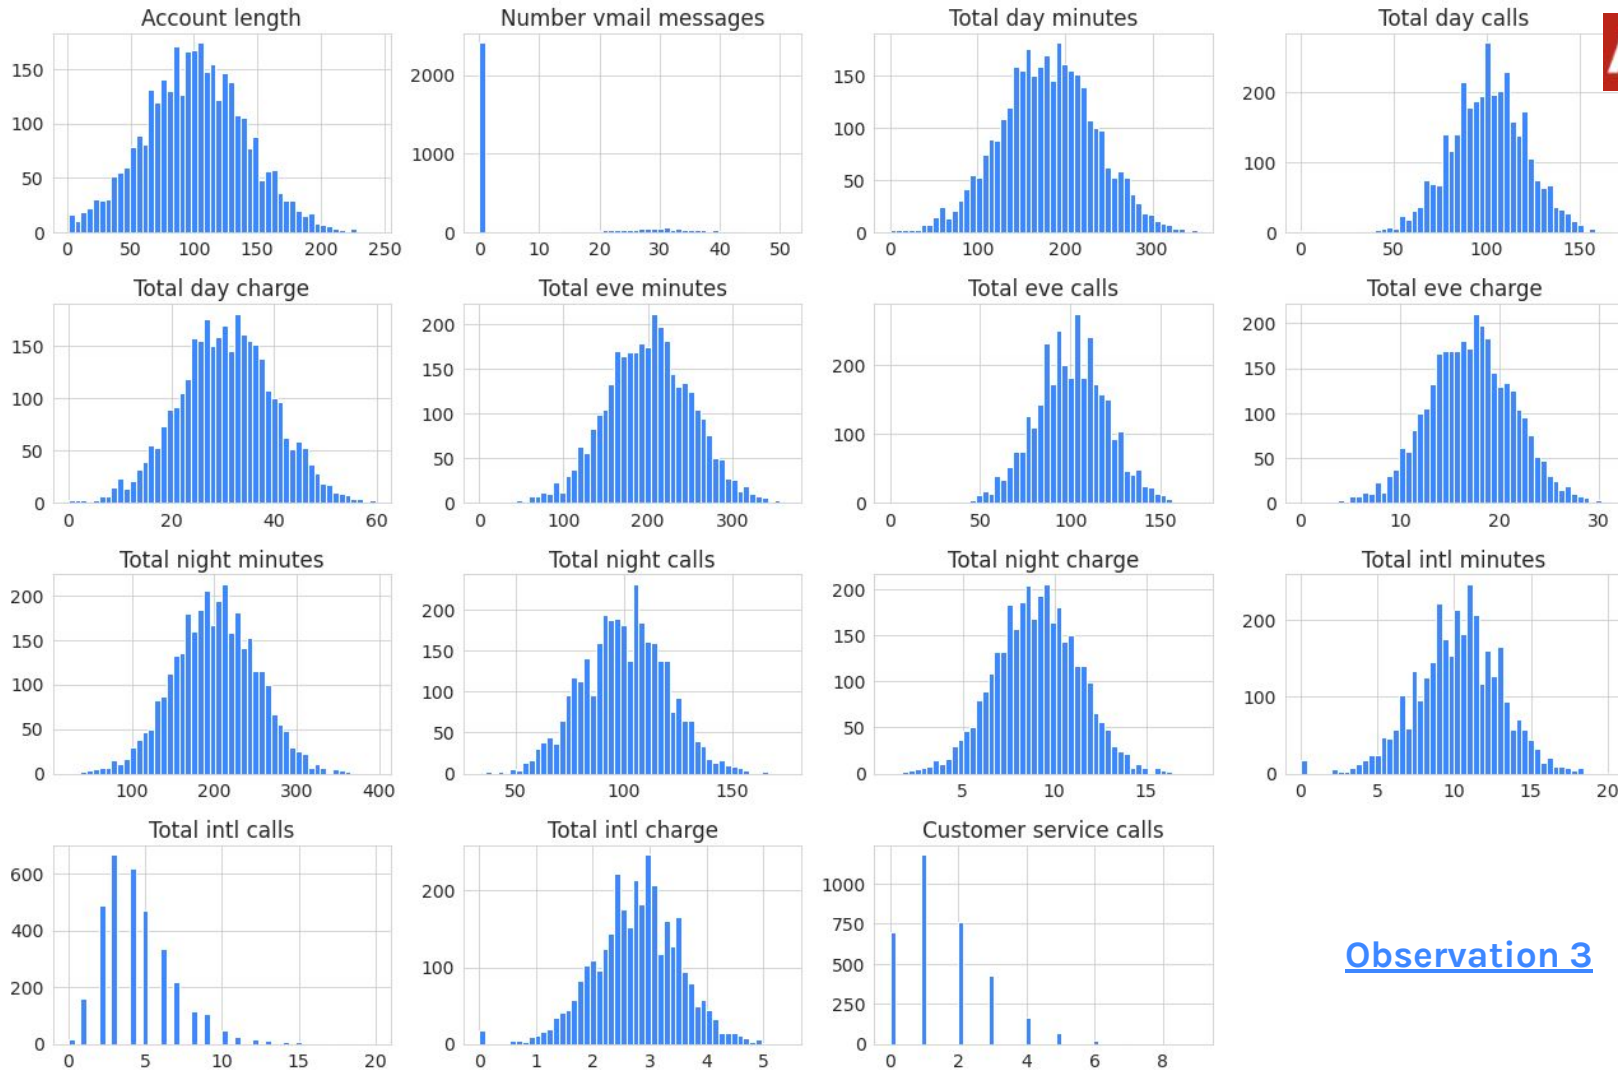 Account length
Number vmail messages
Total day minutes
Total day calls
150
100
50
0
0 50 100 150 200 250
2000
1000
0
0 10 20 30 40 50
150
100
50
0
0 100 200 300
200
100
0
0 50 100 150
Total day charge
Total eve minutes
Total eve calls
Total eve charge
150
100
50
0
0 20 40 60
200
150
100
50
0
0 100 200 300
200
100
0
0 50 100 150
200
150
100
50
0
0 10 20 30
Total night minutes
Total night calls
Total night charge
Total intl minutes
200
150
100
50
0
100 200 300 400
200
150
100
50
0
50 100 150
200
150
100
50
0
5 10 15
200
100
0
0 5 10 15 20
Total intl calls
Total intl charge
Customer service calls
600
400
200
0
0 5 10 15 20
200
100
0
0 1 2 3 4 5
1000
750
500
250
0
0 2 4 6 8
Observation 3